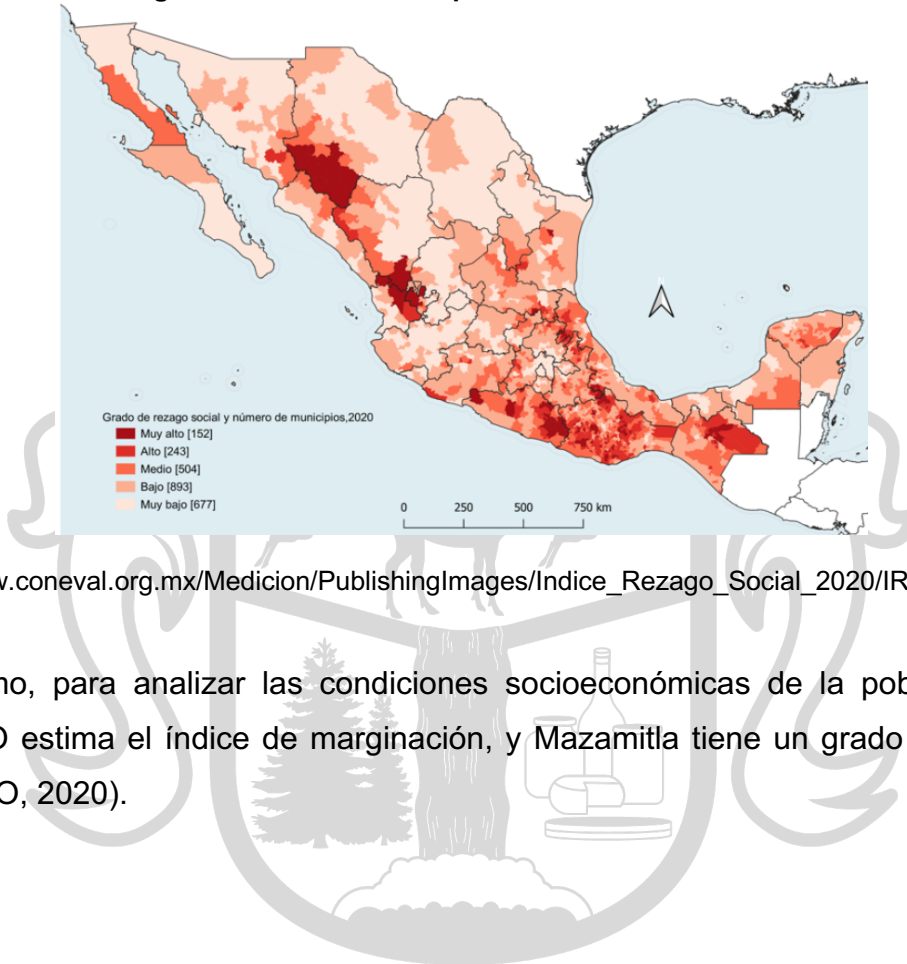 Grado de rezago social y número de municipios,2020
Muy alto [152]
Alto [243]
Medio [504]
Bajo [893]
Muy bajo [677]
0 250 500 750 km
w.coneval.org.mx/Medicion/PublishingImages/Indice_Rezago_Social_2020/IR
no, para analizar las condiciones socioeconómicas de la pob
O estima el índice de marginación, y Mazamitla tiene un grado
O, 2020).